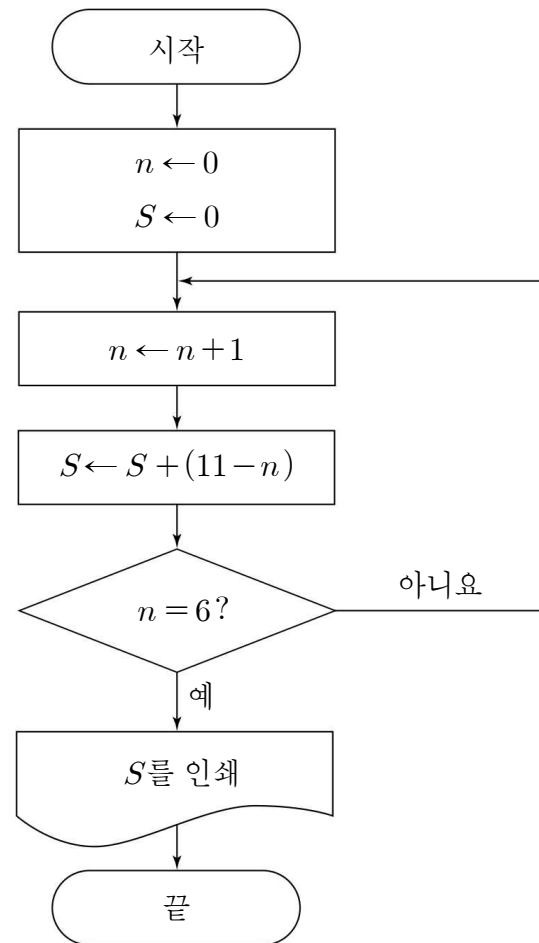 시작
n ← 0
S ← 0
n ← n+1
S ← S+(11−n)
n=6?
아니요
예
S를 인쇄
끝